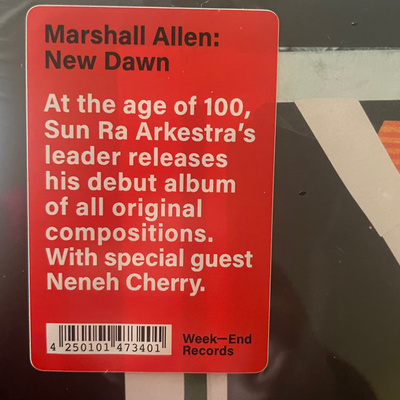 Marshall Allen:
New Dawn
At the age of 100,
Sun Ra Arkestra’s
leader releases
his debut album
of all original
compositions.
With special guest
Neneh Cherry.
4 250101 473401
Week—End
Records